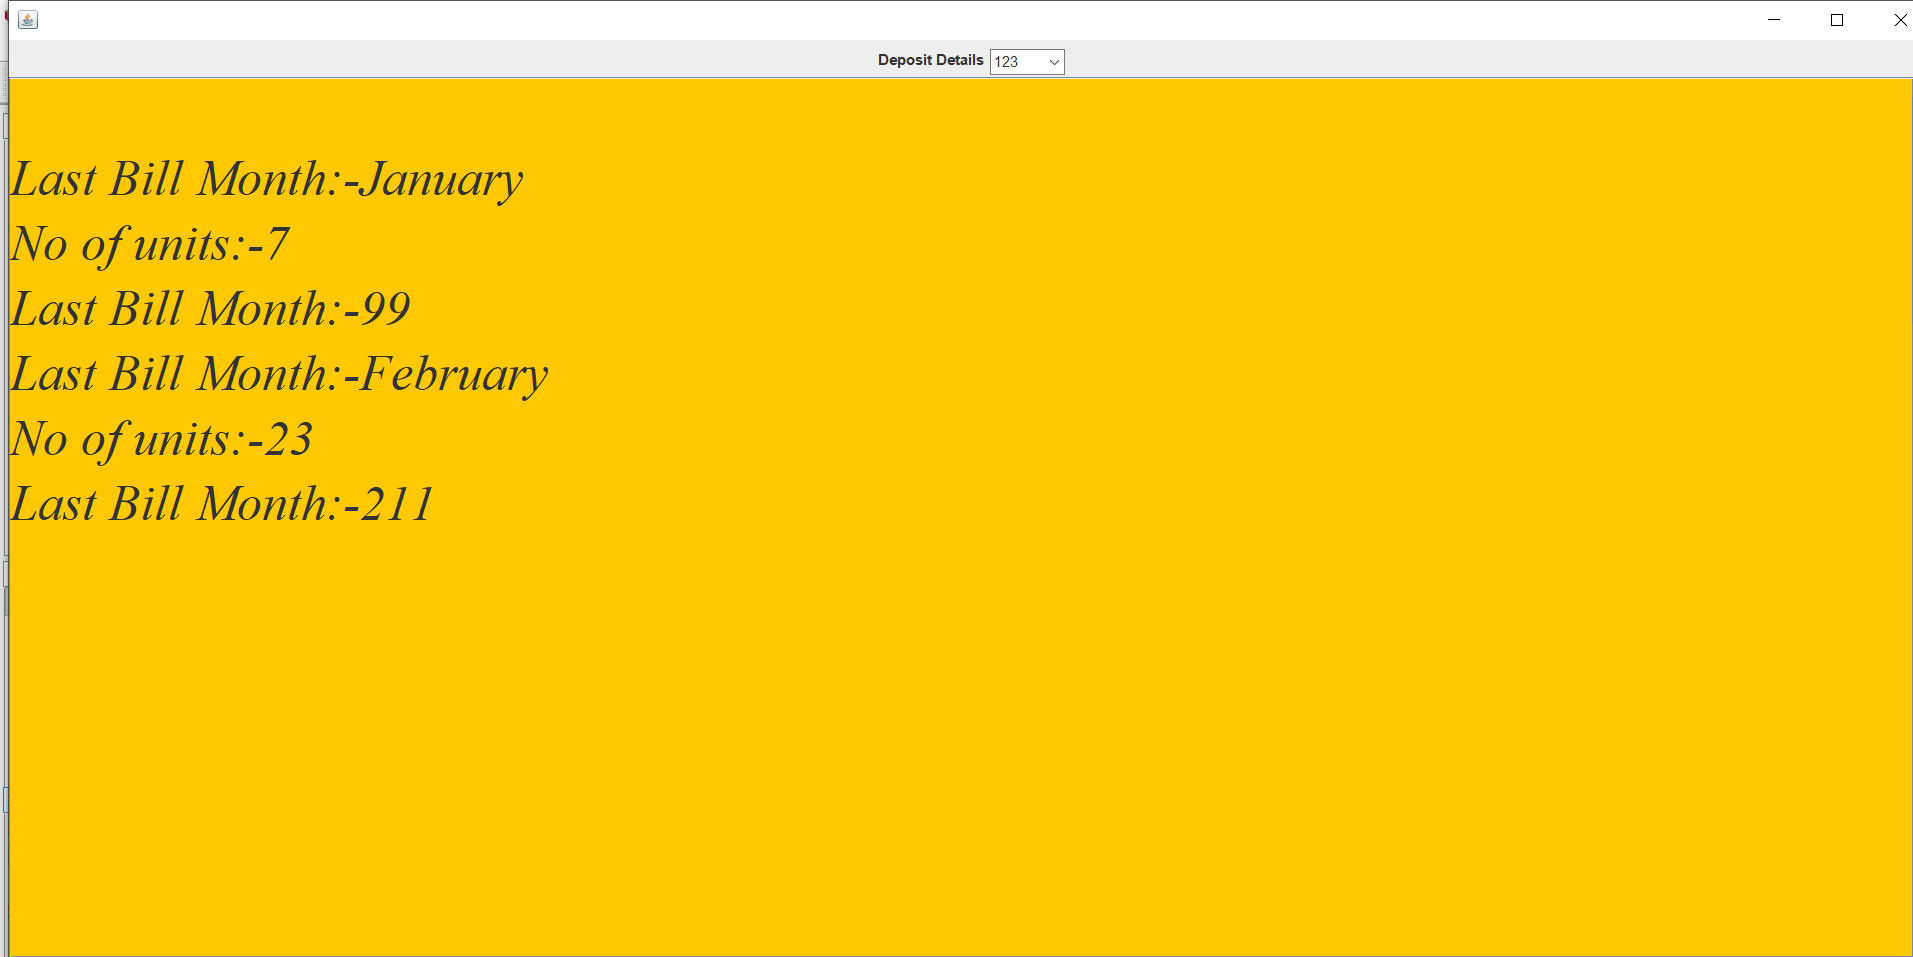 Deposit Details 123
Last Bill Month:-January
No of units:-7
Last Bill Month:-99
Last Bill Month:-February
No of units:-23
Last Bill Month:-211